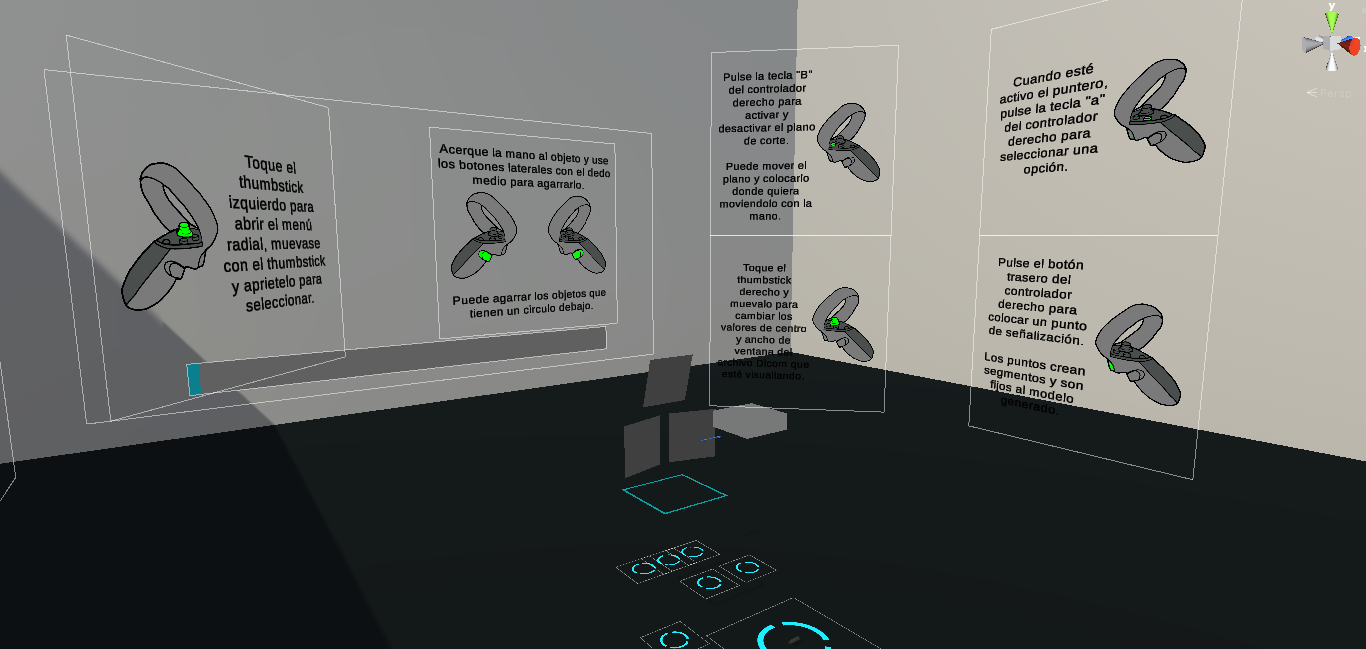 Toque el
thumbstick
izquierdo para
abrir el menú
radial, muevase
con el thumbstick
y aprietelo para
seleccionar.
Acerque la mano al objeto y use
los botones laterales con el dedo
medio para agarrarlo.
Puede agarrar los objetos que
tienen un circulo debajo.
Pulse la tecla "B"
del controlador
derecho para
activar y
desactivar el plano
de corte.
Puede mover el
plano y colocarlo
donde quiera
moviendolo con la
mano.
Toque el
thumbstick
derecho y
muevalo para
cambiar los
valores de centro
y ancho de
ventana del
archivo Dicom que
esté visualiando.
Cuando esté
activo el puntero,
pulse la tecla "a"
del controlador
derecho para
seleccionar una
opción.
Pulse el botón
trasero del
controlador
derecho para
colocar un punto
de señalización.
Los puntos crean
segmentos y son
fijos al modelo
generado.
y
x
Persp